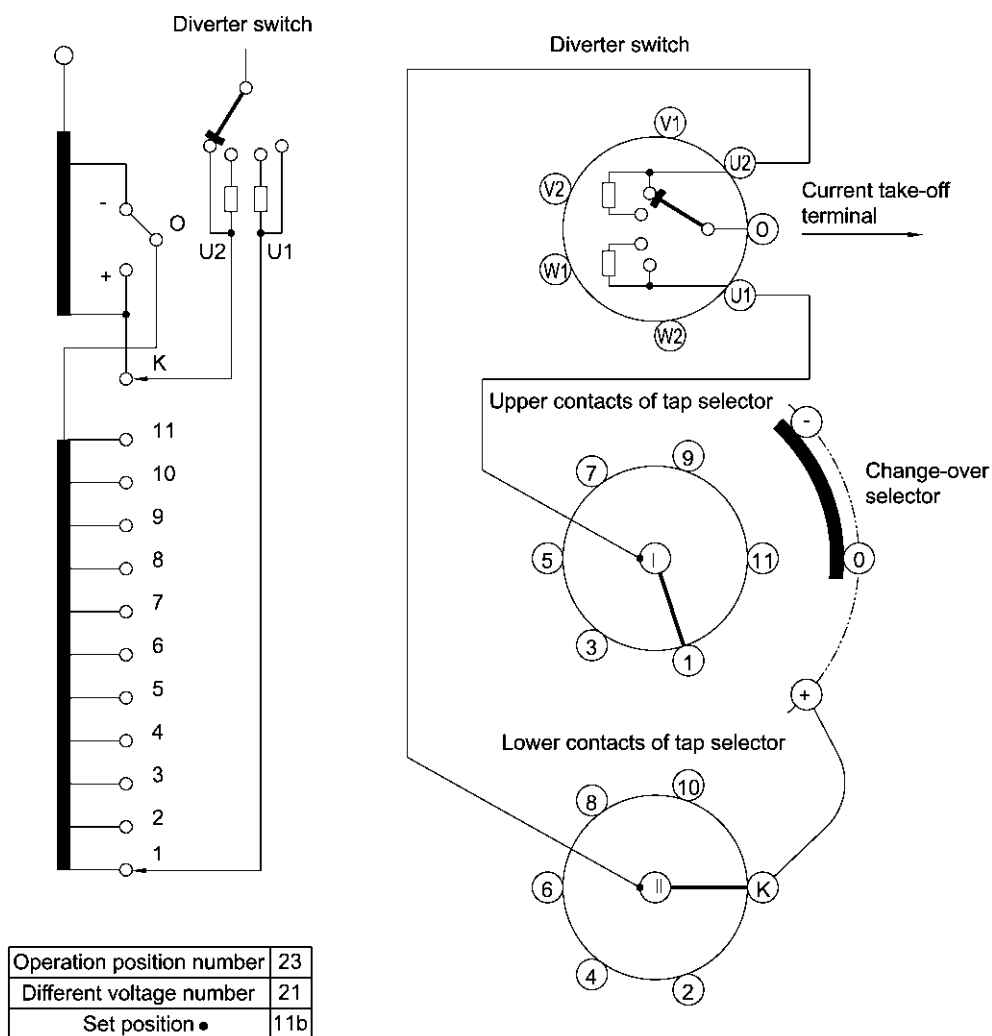 Diverter switch
-
O
+
U2 U1
K
11
10
9
8
7
6
5
4
3
2
1
Diverter switch
V1
U2
V2
Current take-off
terminal
0
W1
U1
W2
Upper contacts of tap selector
-
7
9
Change-over
selector
5
I
11
0
3
1
+
Lower contacts of tap selector
8
10
6
II
K
4
2
Operation position number 23
Different voltage number 21
Set position ● 11b